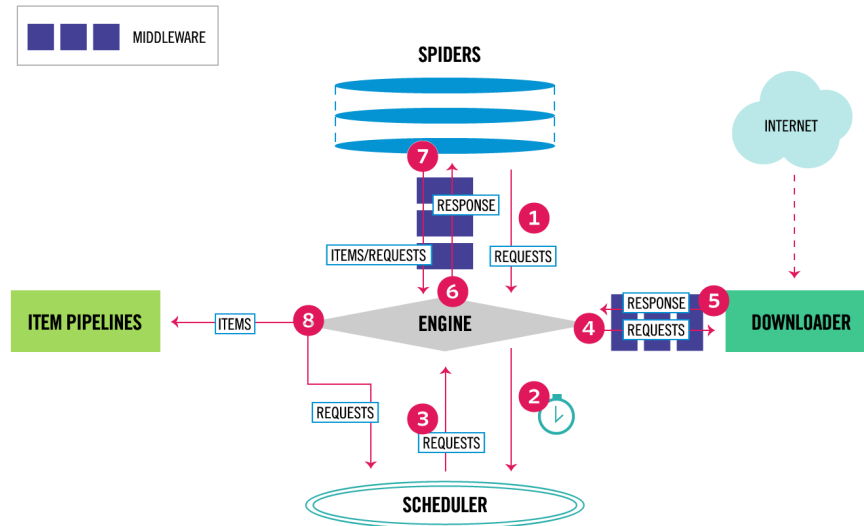 MIDDLEWARE
SPIDERS
INTERNET
7
RESPONSE
1
ITEMS/REQUESTS
REQUESTS
6
5
RESPONSE
ITEM PIPELINES
ITEMS
8
ENGINE
4
REQUESTS
DOWNLOADER
2
REQUESTS
3
REQUESTS
SCHEDULER